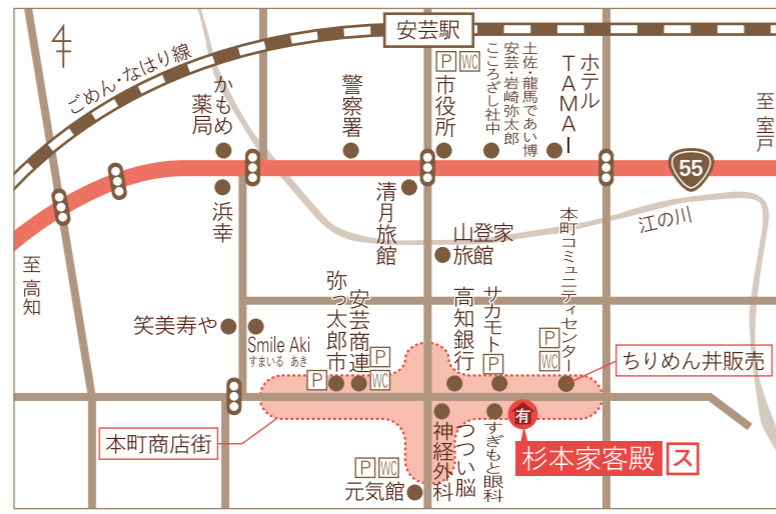 安芸駅
ごめん・なはり線
かもめ
薬局
警察署
P WC
市役所
土佐・龍馬であい博
安芸・岩崎弥太郎
こころざし社中
ホテル
TAMAI
至 室戸
55
浜幸
清月旅館
山登家
旅館
本町コミュニティセンター
江の川
至 高知
笑美寿や
Smile Aki
すまいる あき
弥っ太郎市
安芸商連
P
P
WC
高知銀行
サカモト
P
P
WC
ちりめん丼販売
本町商店街
P WC
元気館
つつい脳
神経外科
すぎもと眼科
有
杉本家客殿 ス